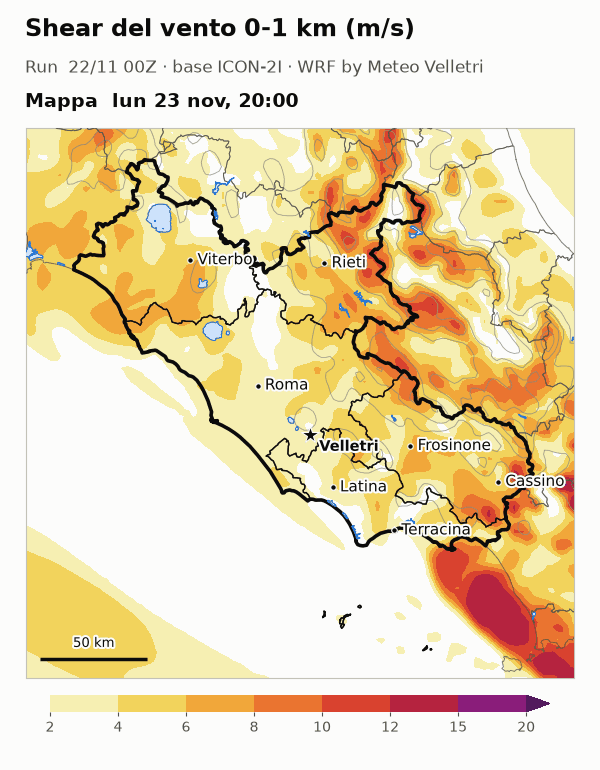 Shear del vento 0-1 km (m/s)
Run  22/11 00Z · base ICON-2I · WRF by Meteo Velletri
Mappa  lun 23 nov, 20:00
Viterbo
Rieti
Roma
Velletri
Frosinone
Latina
Cassino
Terracina
50 km
2 4 6 8 10 12 15 20